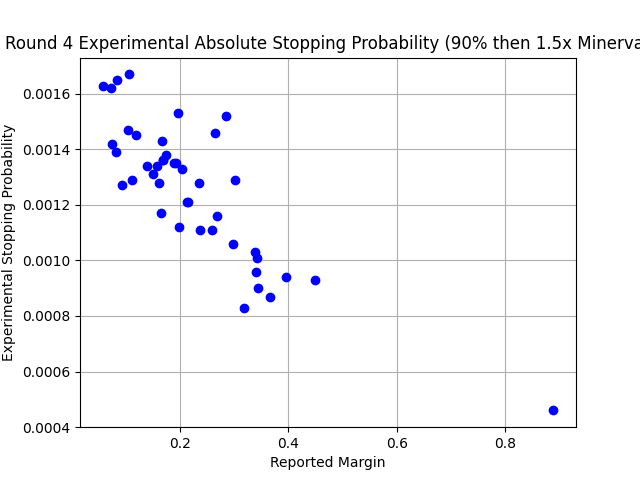 Round 4 Experimental Absolute Stopping Probability (90% then 1.5x Minerva
Experimental Stopping Probability
0.0016
0.0014
0.0012
0.0010
0.0008
0.0006
0.0004
0.2 0.4 0.6 0.8
Reported Margin